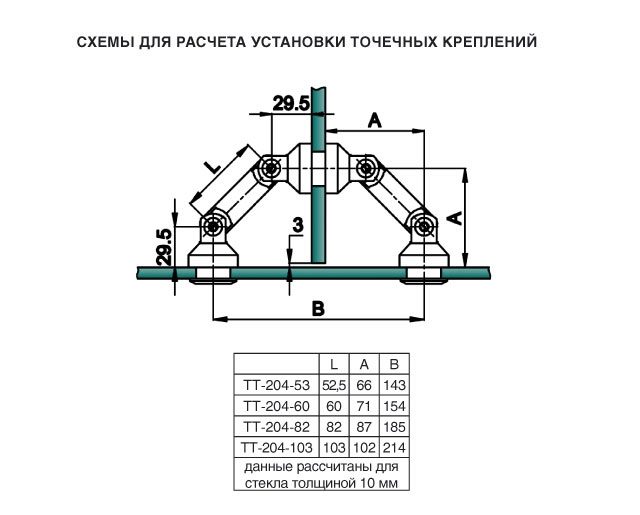 СХЕМЫ ДЛЯ РАСЧЕТА УСТАНОВКИ ТОЧЕЧНЫХ КРЕПЛЕНИЙ
29.5
A
L
3
A
29.5
B
L A B
TT-204-53 52,5 66 143
TT-204-60 60 71 154
TT-204-82 82 87 185
TT-204-103 103 102 214
данные рассчитаны для
стекла толщиной 10 мм